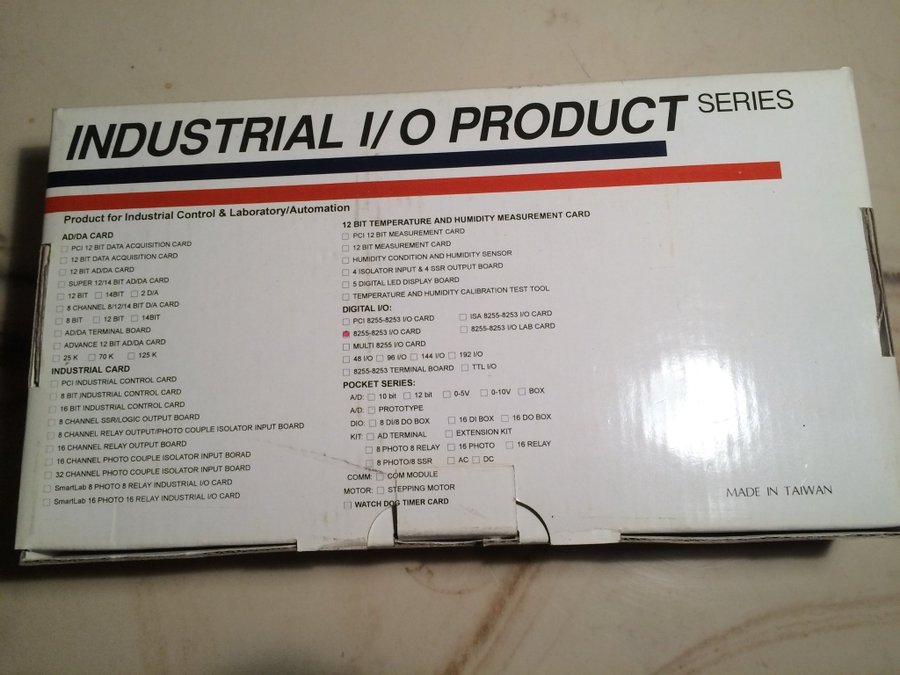 INDUSTRIAL I/O PRODUCT SERIES
Product for Industrial Control & Laboratory/Automation
AD/DA CARD
PCI 12 BIT DATA ACQUISITION CARD
12 BIT DATA ACQUISITION CARD
12 BIT AD/DA CARD
SUPER 12/14 BIT AD/DA CARD
12 BIT 14BIT 2 D/A
8 CHANNEL 8/12/14 BIT D/A CARD
8 BIT 12 BIT 14BIT
AD/DA TERMINAL BOARD
ADVANCE 12 BIT AD/DA CARD
25 K 70 K 125 K
INDUSTRIAL CARD
PCI INDUSTRIAL CONTROL CARD
8 BIT INDUSTRIAL CONTROL CARD
16 BIT INDUSTRIAL CONTROL CARD
8 CHANNEL SSR/LOGIC OUTPUT BOARD
8 CHANNEL RELAY OUTPUT/PHOTO COUPLE ISOLATOR INPUT BOARD
16 CHANNEL RELAY OUTPUT BOARD
16 CHANNEL PHOTO COUPLE ISOLATOR INPUT BORAD
32 CHANNEL PHOTO COUPLE ISOLATOR INPUT BOARD
SmartLab 8 PHOTO 8 RELAY INDUSTRIAL I/O CARD
SmartLab 16 PHOTO 16 RELAY INDUSTRIAL I/O CARD
12 BIT TEMPERATURE AND HUMIDITY MEASUREMENT CARD
PCI 12 BIT MEASUREMENT CARD
12 BIT MEASUREMENT CARD
HUMIDITY CONDITION AND HUMIDITY SENSOR
4 ISOLATOR INPUT & 4 SSR OUTPUT BOARD
5 DIGITAL LED DISPLAY BOARD
TEMPERATURE AND HUMIDITY CALIBRATION TEST TOOL
DIGITAL I/O:
PCI 8255-8253 I/O CARD ISA 8255-8253 I/O CARD
8255-8253 I/O CARD 8255-8253 I/O LAB CARD
MULTI 8255 I/O CARD
48 I/O 96 I/O 144 I/O 192 I/O
8255-8253 TERMINAL BOARD TTL I/O
POCKET SERIES:
A/D: 10 bit 12 bit 0-5V 0-10V BOX
A/D: PROTOTYPE
DIO: 8 DI/8 DO BOX 16 DI BOX 16 DO BOX
KIT: AD TERMINAL EXTENSION KIT
8 PHOTO 8 RELAY 16 PHOTO 16 RELAY
8 PHOTO/8 SSR AC DC
COMM: COM MODULE
MOTOR: STEPPING MOTOR
WATCH DOG TIMER CARD
MADE IN TAIWAN